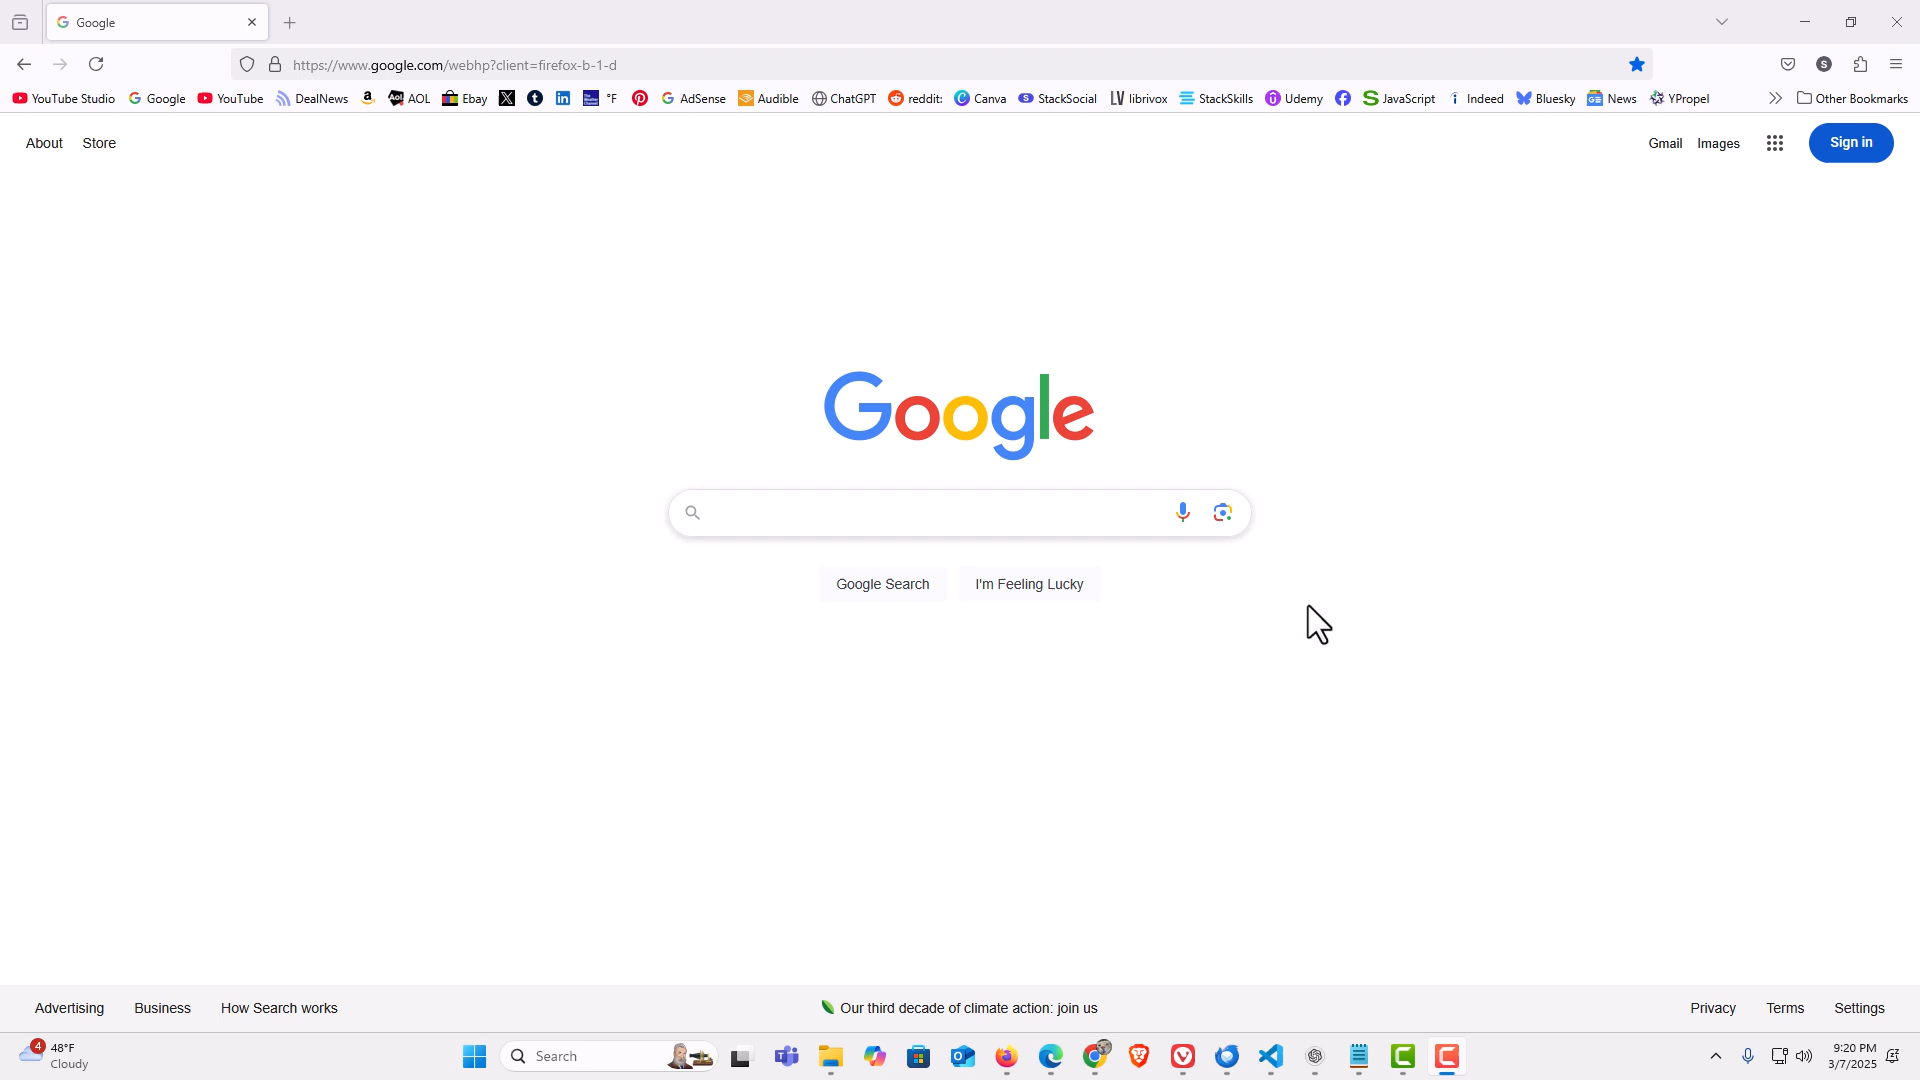 Google
https://www.google.com/webhp?client=firefox-b-1-d
YouTube Studio Google YouTube DealNews AOL Ebay °F AdSense Audible ChatGPT reddit: Canva StackSocial librivox StackSkills Udemy JavaScript Indeed Bluesky News YPropel Other Bookmarks
About Store Gmail Images Sign in
Google
Google Search I'm Feeling Lucky
Advertising Business How Search works Our third decade of climate action: join us Privacy Terms Settings
4 48°F
Cloudy
Search
9:20 PM
3/7/2025